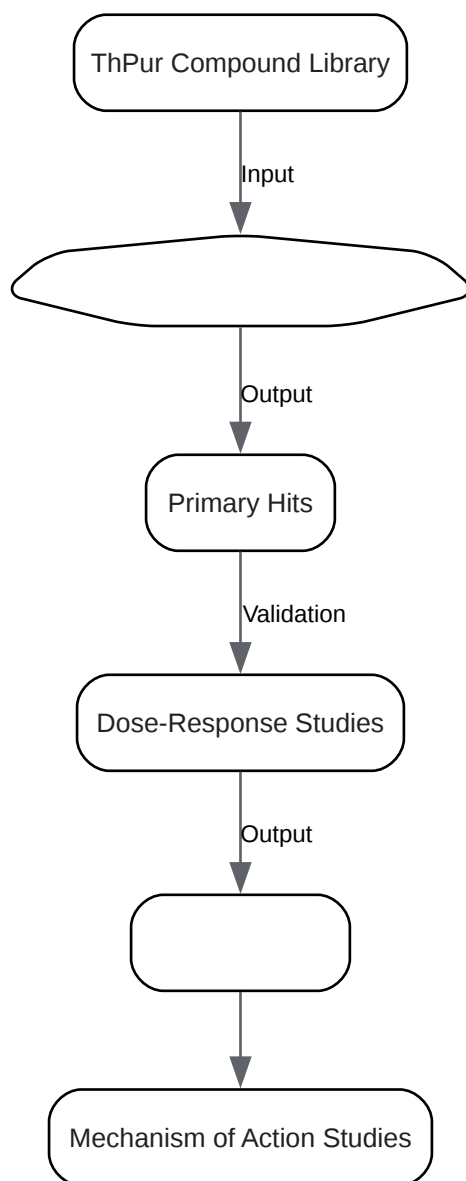 ThPur Compound Library
Input
Output
Primary Hits
Validation
Dose-Response Studies
Output
Mechanism of Action Studies